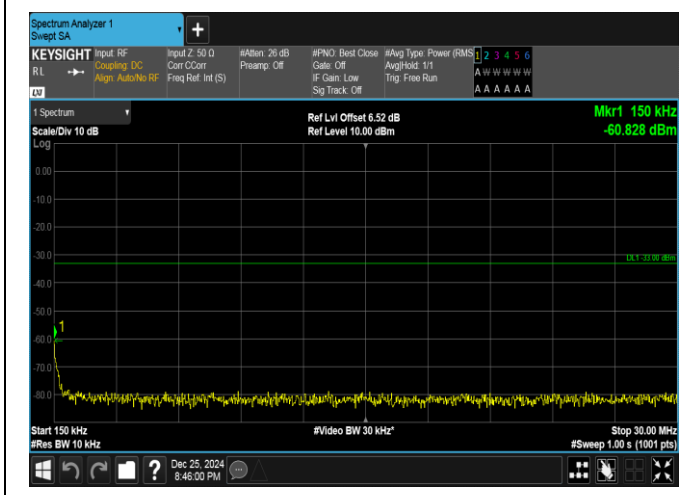 Spectrum Analyzer 1
Swept SA
+
KEYSIGHT
RL
LXI
Input: RF
Coupling: DC
Align: Auto/No RF
Input Z: 50 Ω
Corr CCorr
Freq Ref: Int (S)
#Atten: 26 dB
Preamp: Off
#PNO: Best Close
Gate: Off
IF Gain: Low
Sig Track: Off
#Avg Type: Power (RMS
Avg|Hold: 1/1
Trig: Free Run
1 2 3 4 5 6
A W W W W W
A A A A A A
1 Spectrum
Scale/Div 10 dB
Log
Ref Lvl Offset 6.52 dB
Ref Level 10.00 dBm
Mkr1 150 kHz
-60.828 dBm
0.00
-10.0
-20.0
-30.0
DL1 -33.00 dBm
-40.0
-50.0
1
-60.0
-70.0
-80.0
Start 150 kHz
#Res BW 10 kHz
#Video BW 30 kHz*
Stop 30.00 MHz
#Sweep 1.00 s (1001 pts)
?
Dec 25, 2024
8:46:00 PM